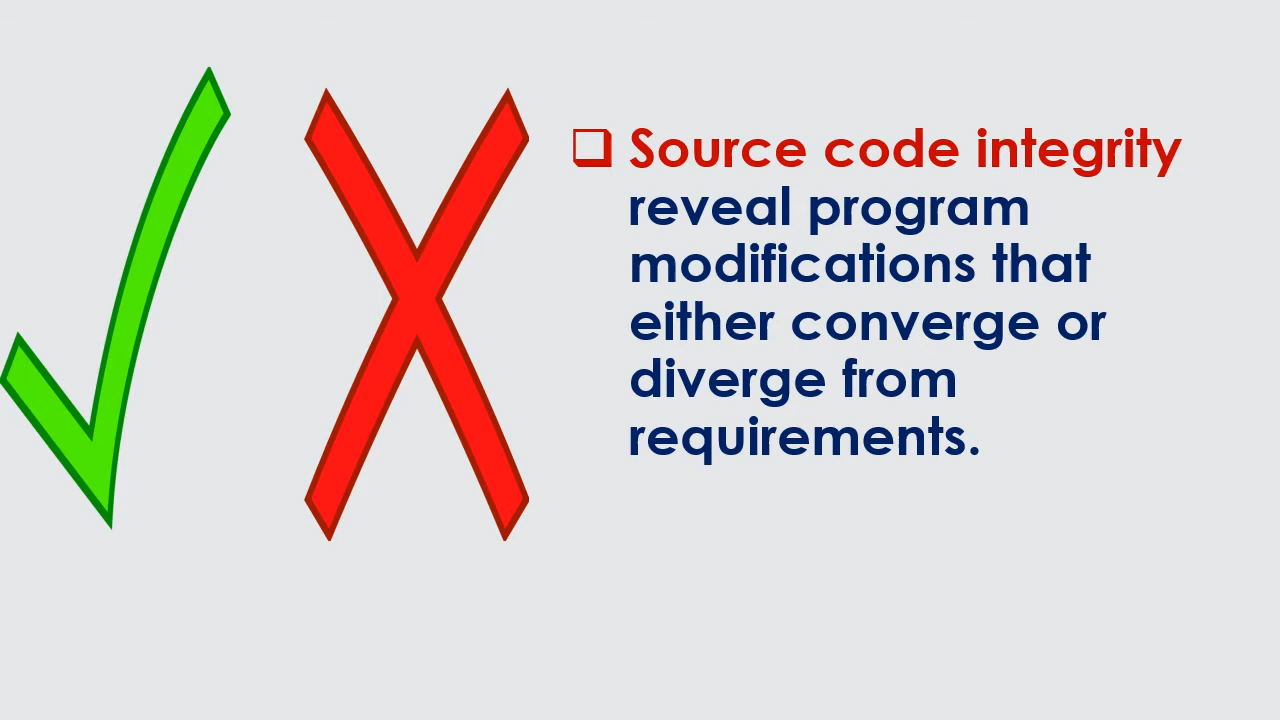 ❑ Source code integrity
reveal program
modifications that
either converge or
diverge from
requirements.